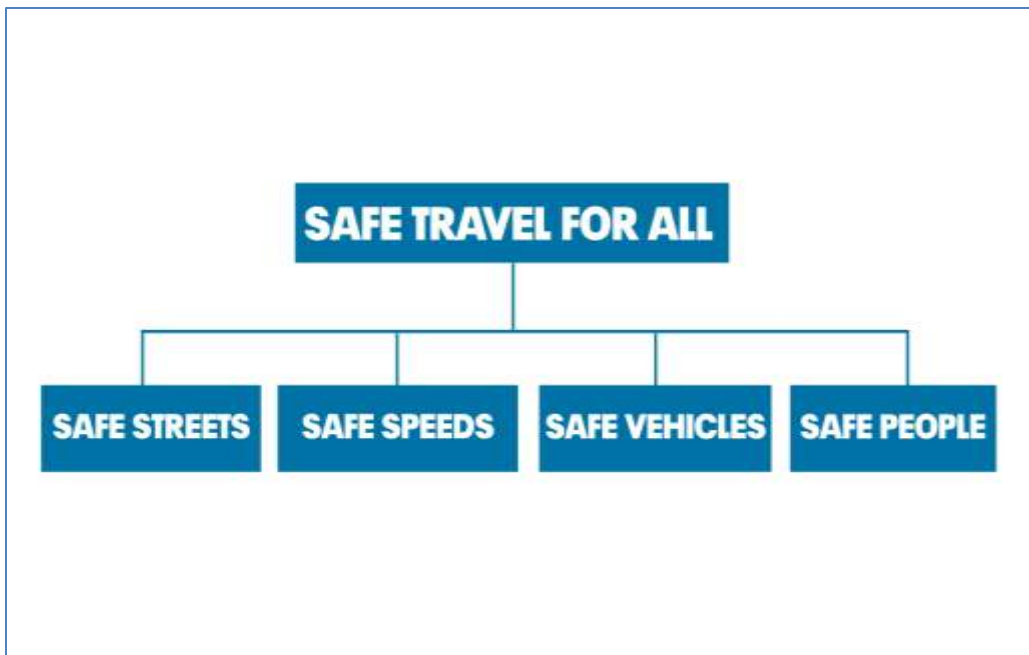 SAFE TRAVEL FOR ALL
SAFE STREETS
SAFE SPEEDS
SAFE VEHICLES
SAFE PEOPLE